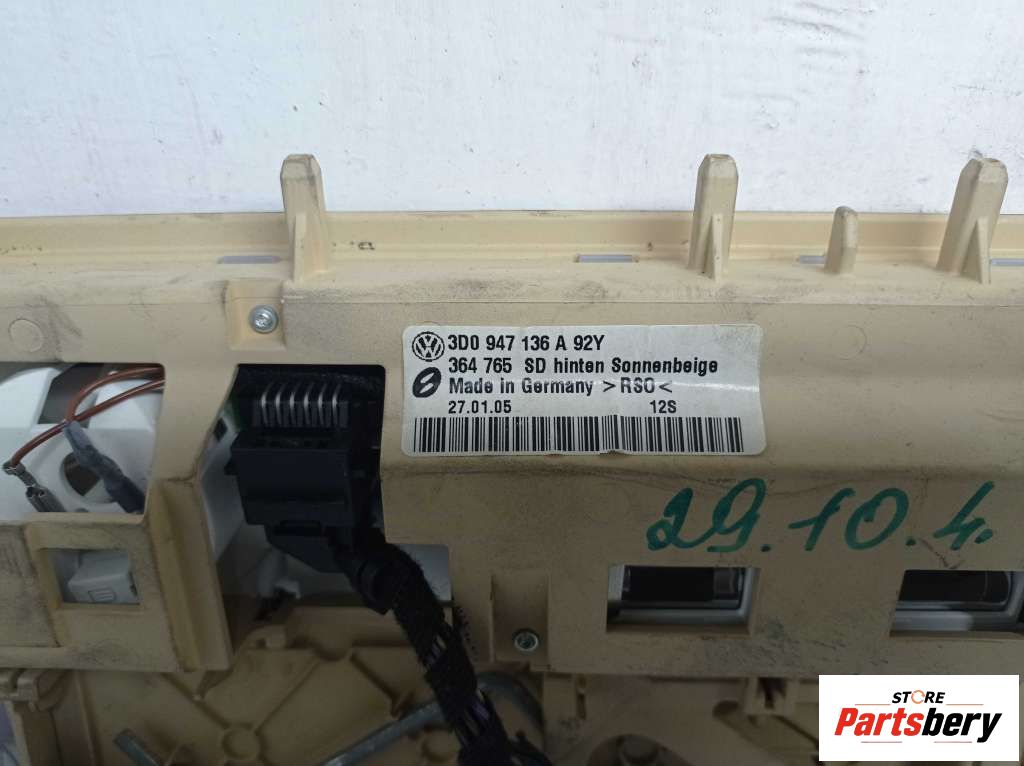 3D0 947 136 A 92Y
364 765 SD hinten Sonnenbeige
Made in Germany >RSO<
27.01.05 12S
29.10.4.
STORE
Partsbery